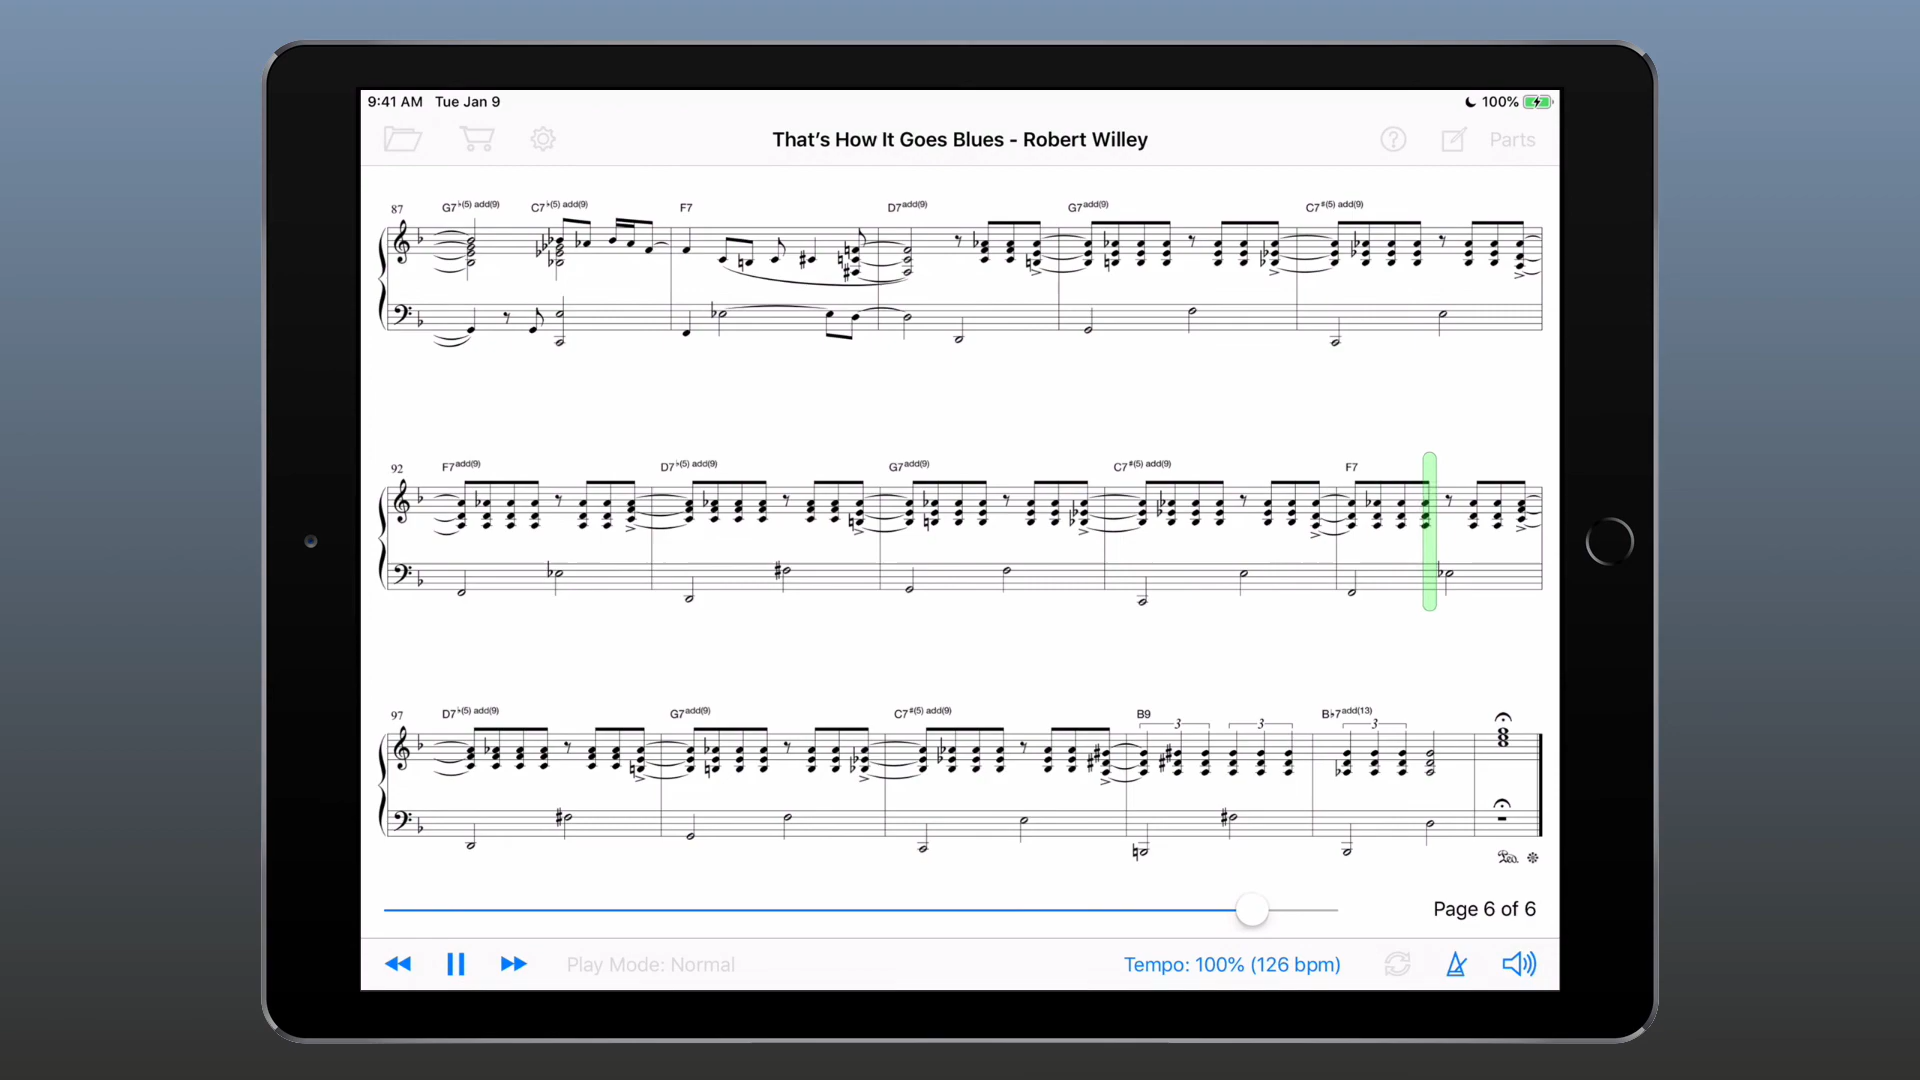 9:41 AM Tue Jan 9 100%
That's How It Goes Blues - Robert Willey Parts
87 G7♭(5) add(9) C7♭(5) add(9) F7 D7add(9) G7add(9) C7♯(5) add(9)
92 F7add(9) D7♭(5) add(9) G7add(9) C7♯(5) add(9) F7
97 D7♭(5) add(9) G7add(9) C7♯(5) add(9) B9 B♭7add(13)
3 3 3
Ped.
Page 6 of 6
Play Mode: Normal Tempo: 100% (126 bpm)